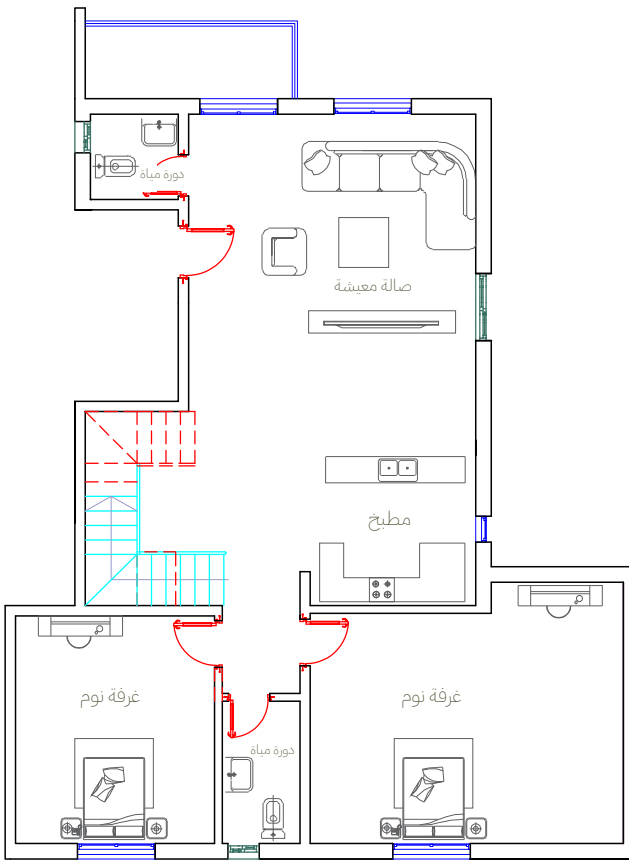 دورة مياة
صالة معيشة
مطبخ
غرفة نوم
غرفة نوم
دورة مياة